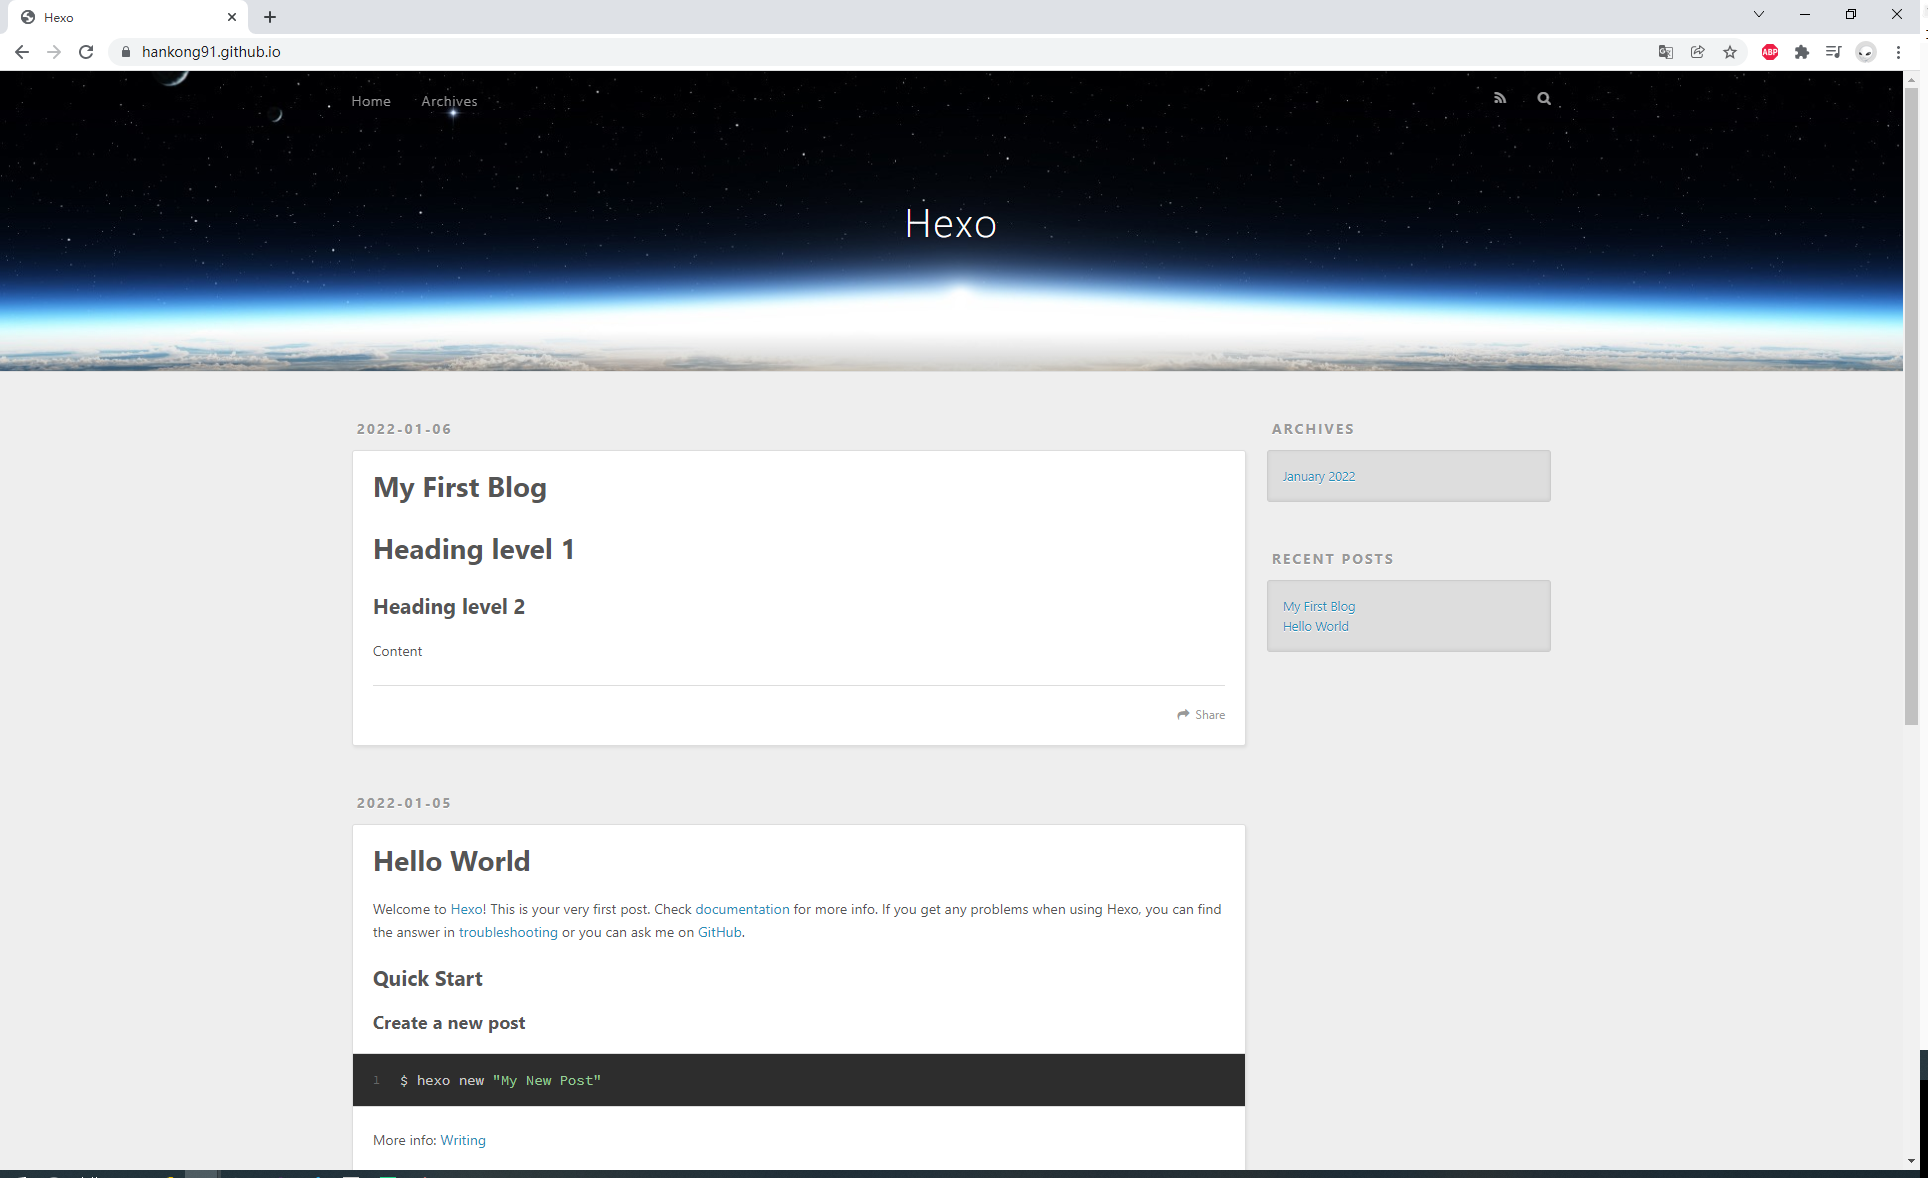 Hexo
hankong91.github.io
ABP
Home Archives
Hexo
2022-01-06
My First Blog
Heading level 1
Heading level 2
Content
Share
2022-01-05
Hello World
Welcome to Hexo! This is your very first post. Check documentation for more info. If you get any problems when using Hexo, you can find
the answer in troubleshooting or you can ask me on GitHub.
Quick Start
Create a new post
1 $ hexo new "My New Post"
More info: Writing
ARCHIVES
January 2022
RECENT POSTS
My First Blog
Hello World